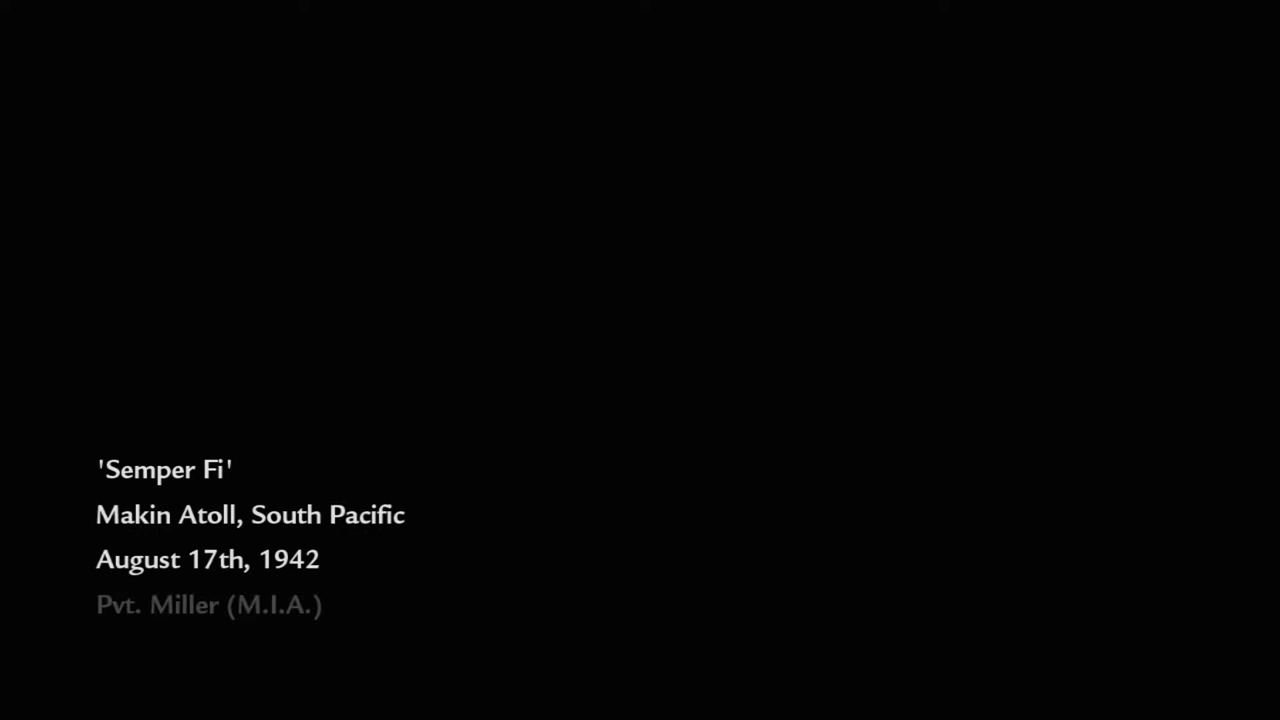 'Semper Fi'
Makin Atoll, South Pacific
August 17th, 1942
Pvt. Miller (M.I.A.)